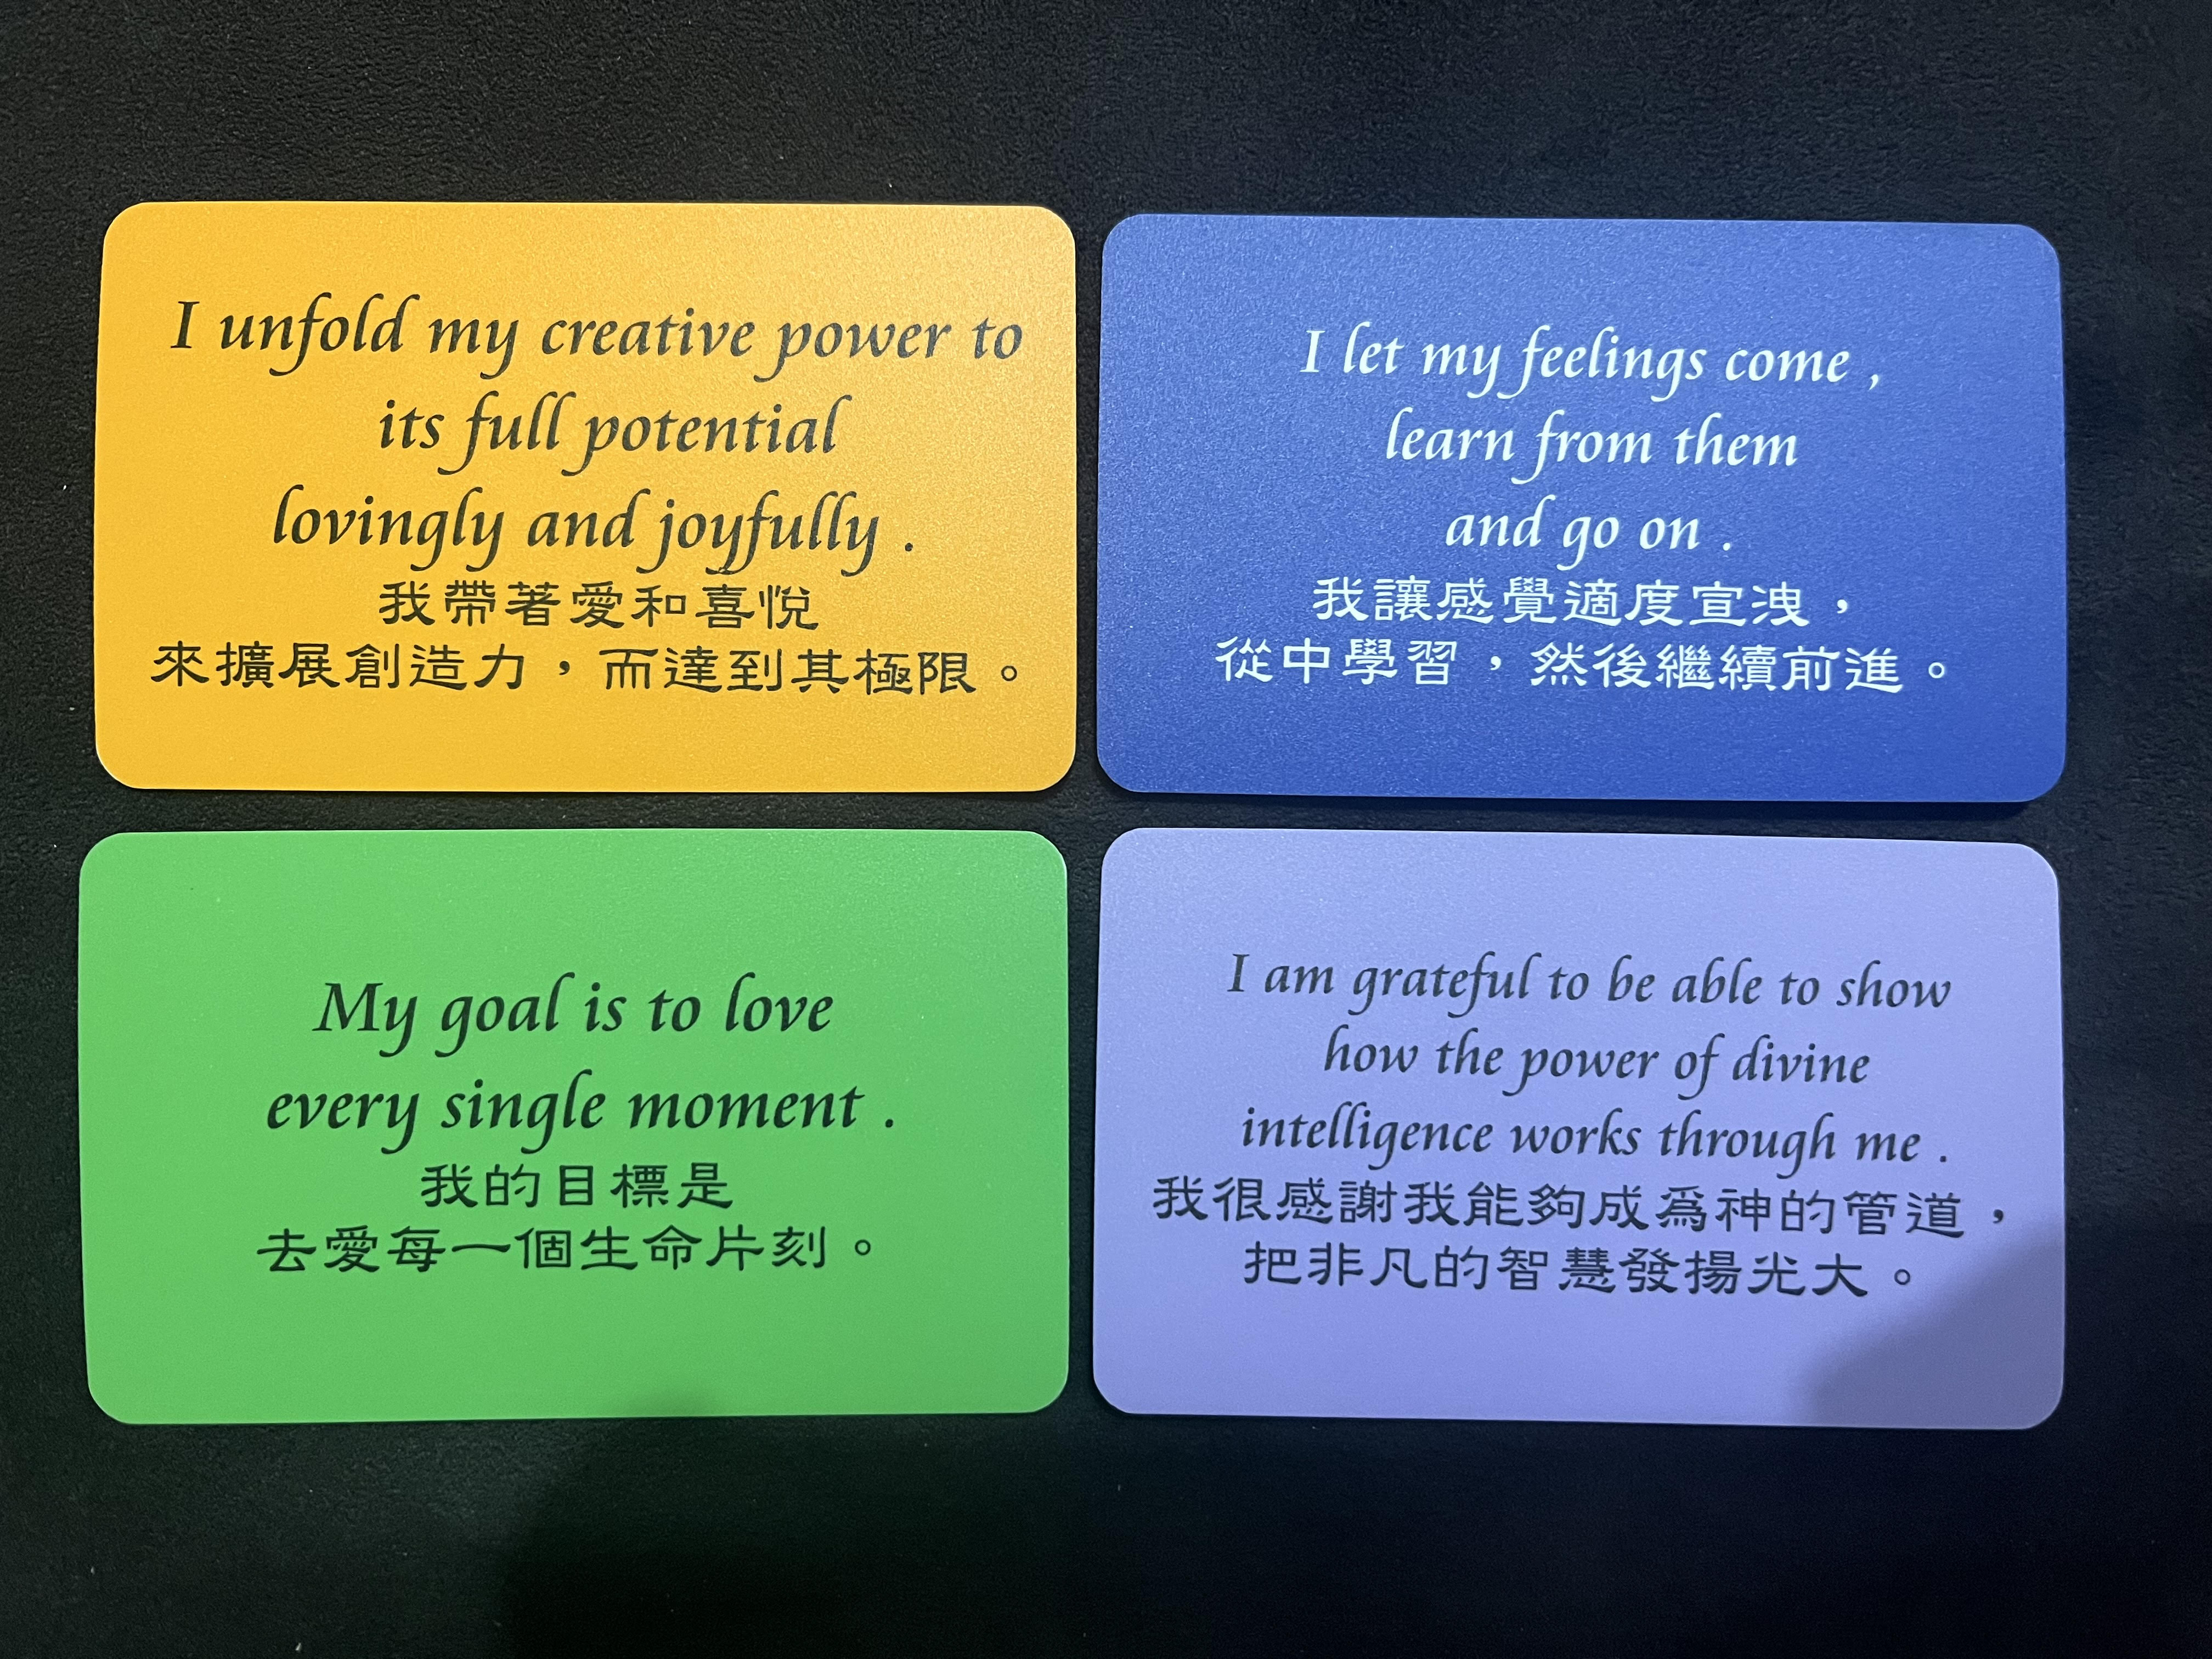 I unfold my creative power to
its full potential
lovingly and joyfully .
我帶著愛和喜悅
來擴展創造力，而達到其極限。
I let my feelings come ,
learn from them
and go on .
我讓感覺適度宣洩，
從中學習，然後繼續前進。
My goal is to love
every single moment .
我的目標是
去愛每一個生命片刻。
I am grateful to be able to show
how the power of divine
intelligence works through me .
我很感謝我能夠成為神的管道，
把非凡的智慧發揚光大。